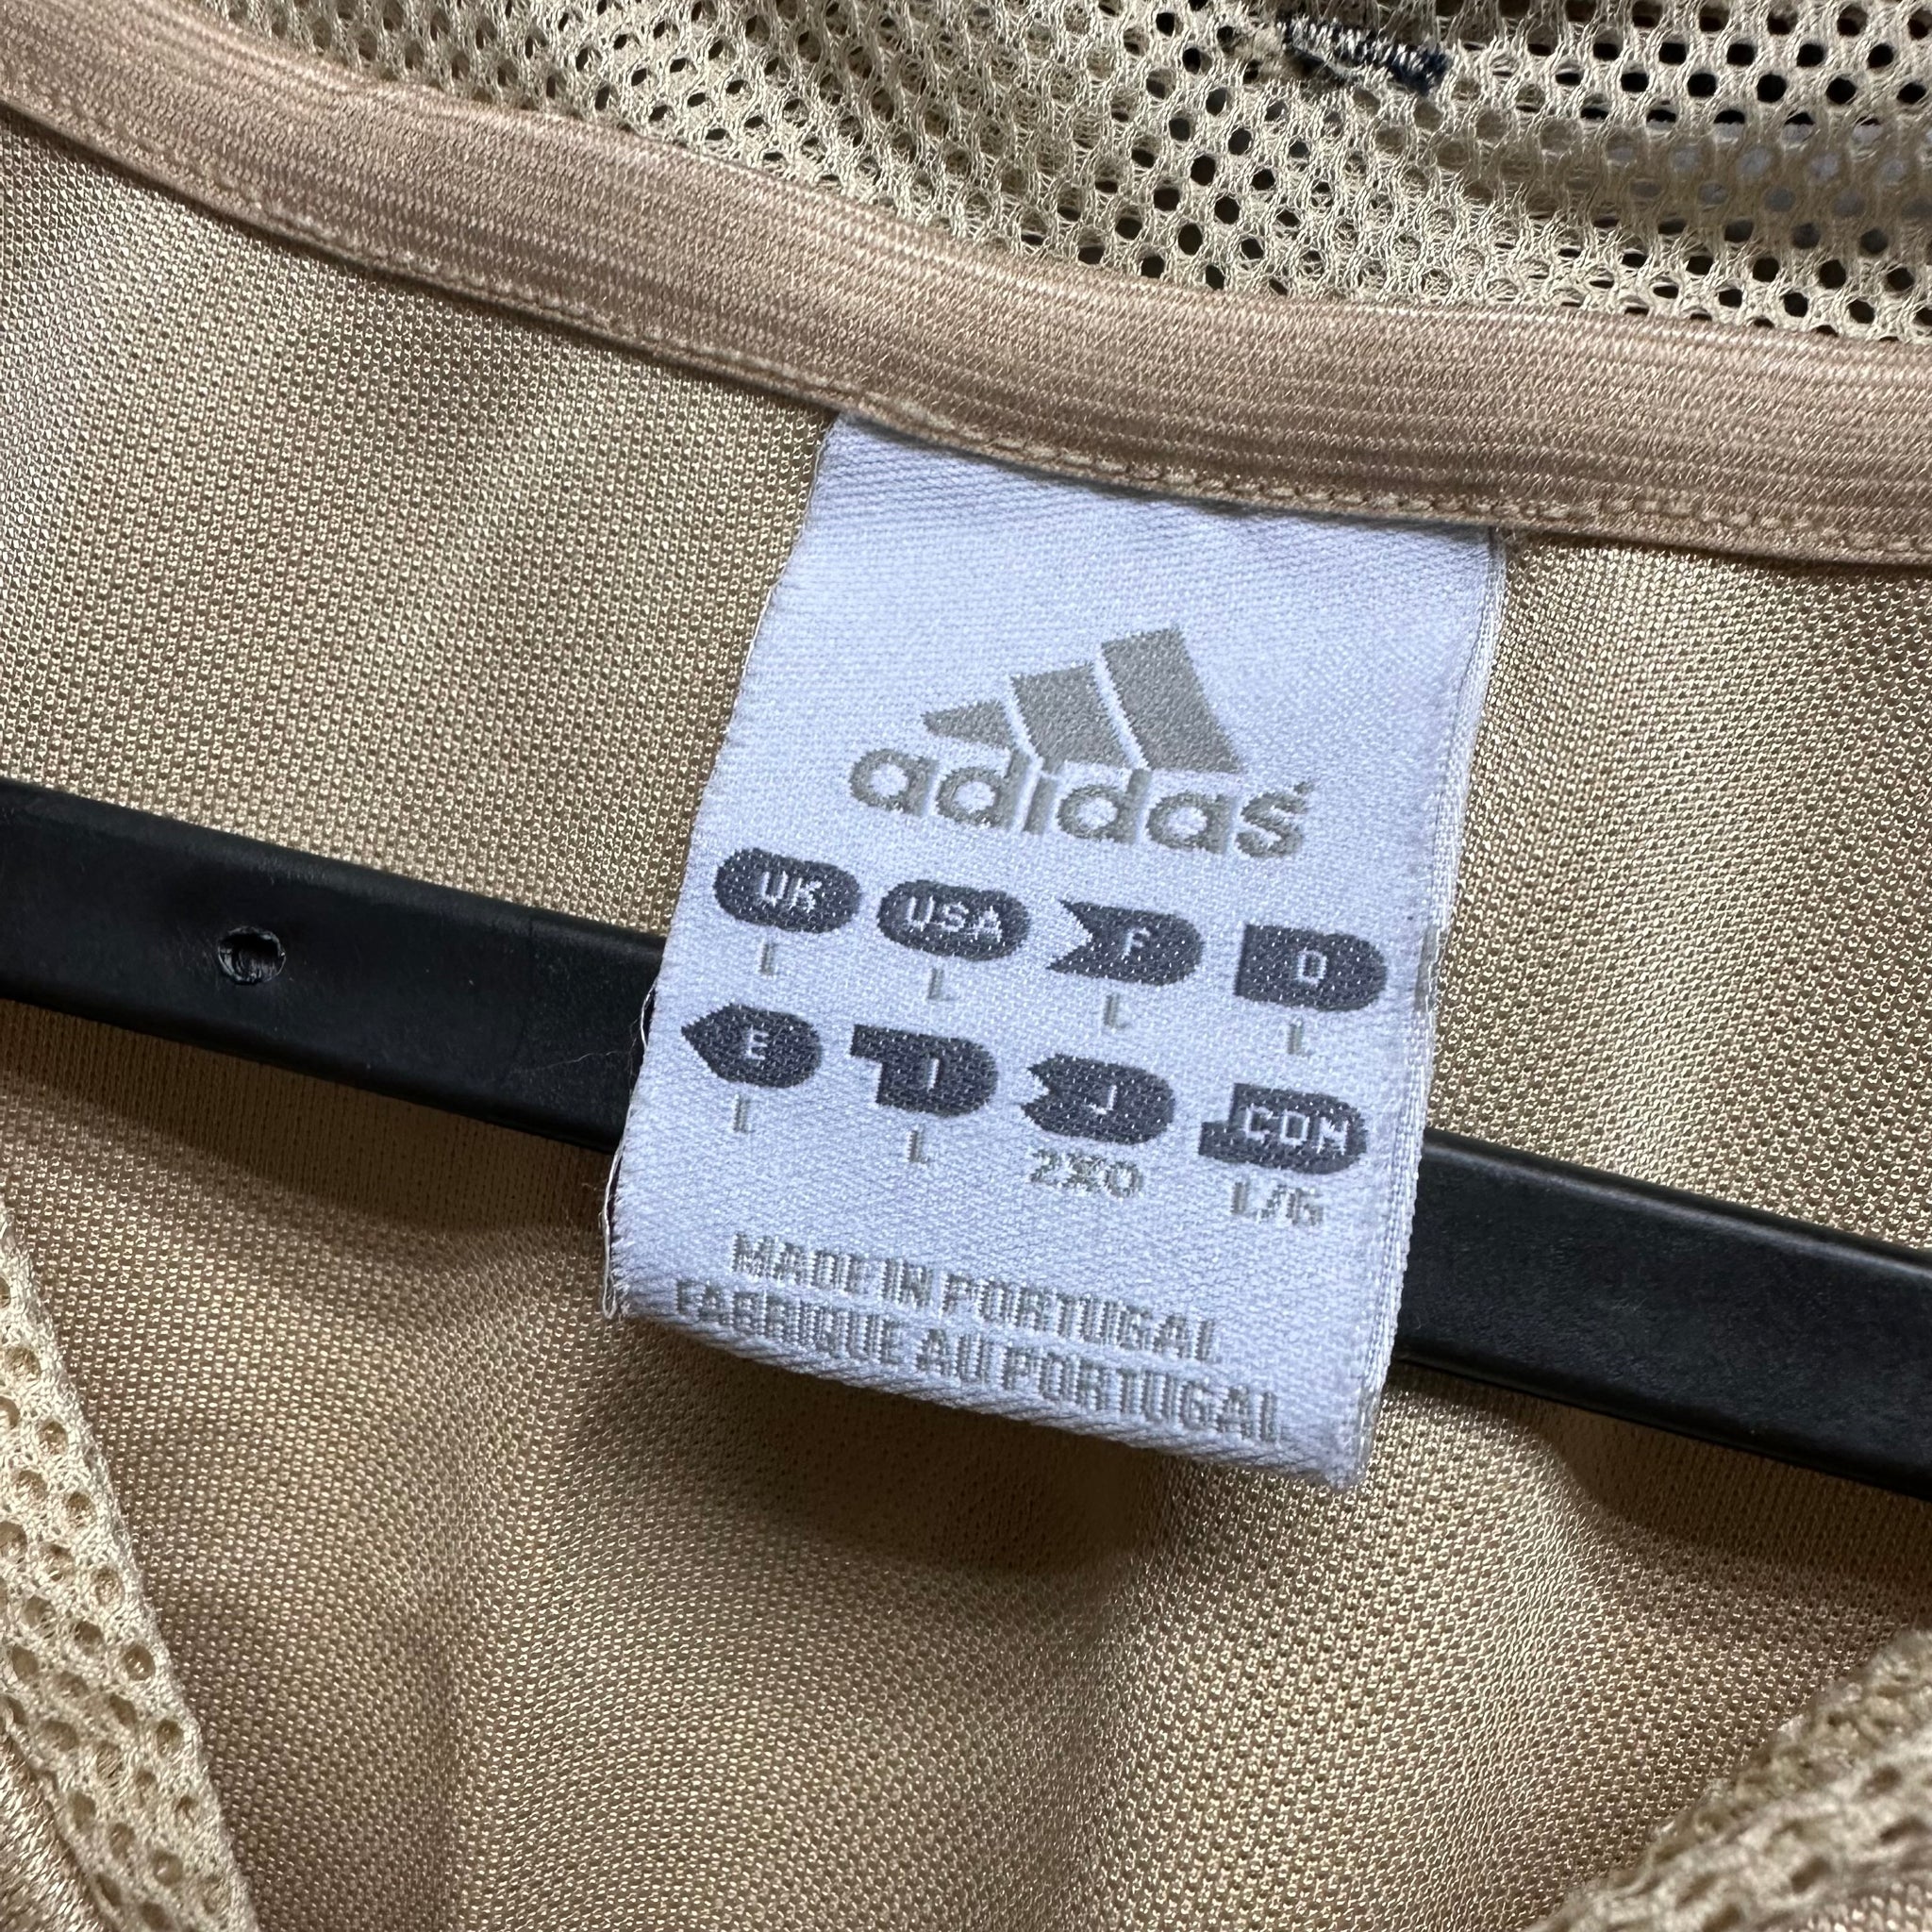 adidas
UK USA F D
L L L L
E I J CDN
L L 2XO L/G
MADE IN PORTUGAL
FABRIQUE AU PORTUGAL